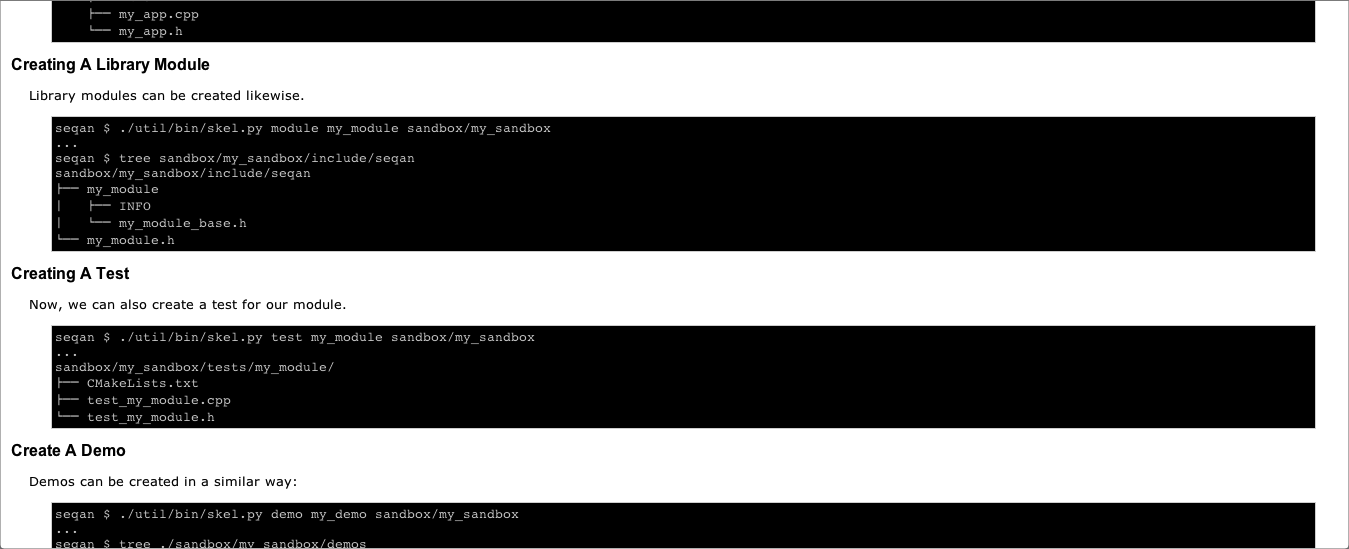 ├── my_app.cpp
└── my_app.h
Creating A Library Module
Library modules can be created likewise.
seqan $ ./util/bin/skel.py module my_module sandbox/my_sandbox
...
seqan $ tree sandbox/my_sandbox/include/seqan
sandbox/my_sandbox/include/seqan
├── my_module
│   ├── INFO
│   └── my_module_base.h
└── my_module.h
Creating A Test
Now, we can also create a test for our module.
seqan $ ./util/bin/skel.py test my_module sandbox/my_sandbox
...
sandbox/my_sandbox/tests/my_module/
├── CMakeLists.txt
├── test_my_module.cpp
└── test_my_module.h
Create A Demo
Demos can be created in a similar way:
seqan $ ./util/bin/skel.py demo my_demo sandbox/my_sandbox
...
seqan $ tree ./sandbox/my_sandbox/demos